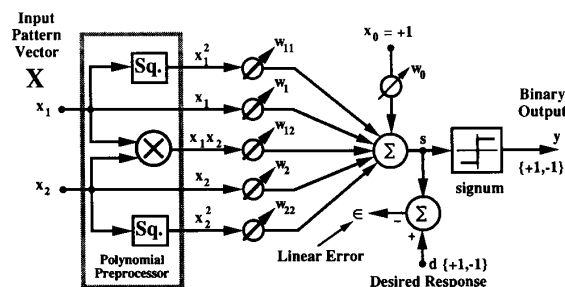 Input
Pattern
Vector
X
x₁
x₂
Sq.
Sq.
Polynomial
Preprocessor
x₁²
x₁
x₁x₂
x₂
x₂²
w₁₁
w₁
w₁₂
w₂
w₂₂
x₀ = +1
w₀
Σ
s
signum
Binary
Output
y
{+1,-1}
Σ
−
+
∈
Linear Error
d {+1,-1}
Desired Response